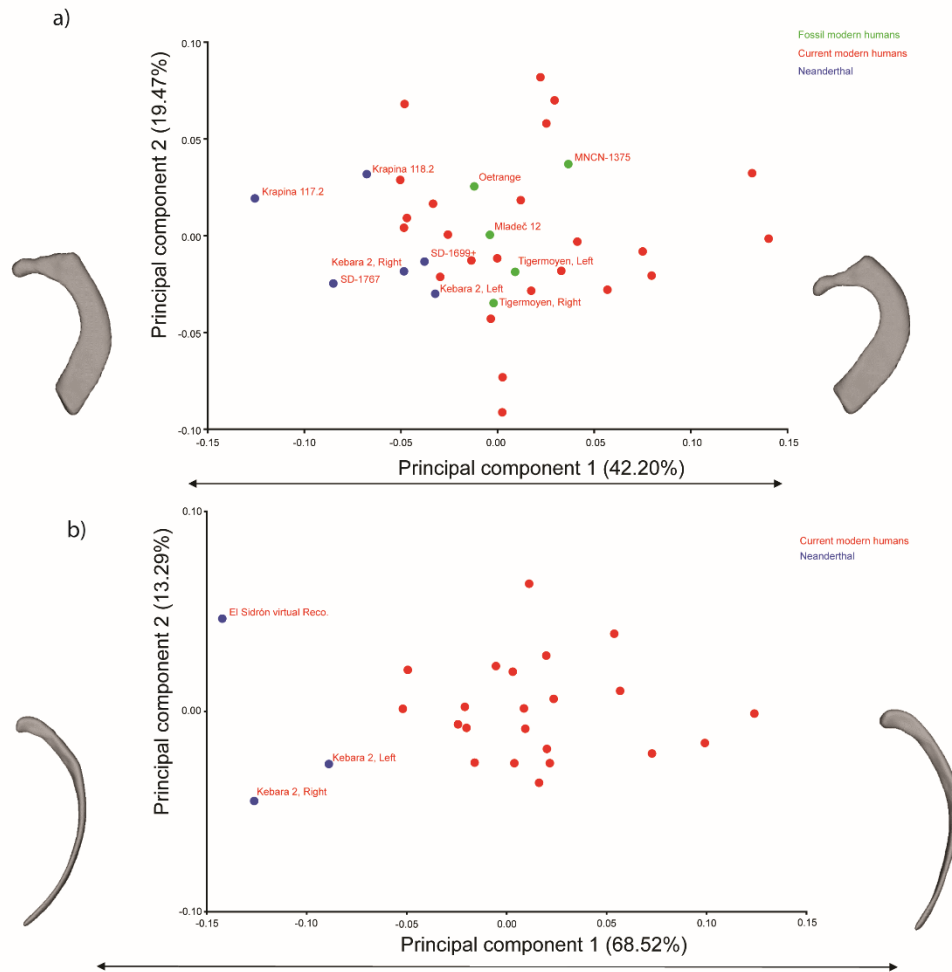 a)
Fossil modern humans
Current modern humans
Neanderthal
Principal component 2 (19.47%)
0.10
0.05
0.00
-0.05
-0.10
MNCN-1375
Krapina 118.2
Oetrange
Krapina 117.2
Mladeč 12
SD-1699+
Kebara 2, Right
Tigermoyen, Left
SD-1767
Kebara 2, Left
Tigermoyen, Right
-0.15 -0.10 -0.05 0.00 0.05 0.10 0.15
Principal component 1 (42.20%)
b)
Current modern humans
Neanderthal
Principal component 2 (13.29%)
0.10
0.00
-0.10
El Sidrón virtual Reco.
Kebara 2, Left
Kebara 2, Right
-0.15 -0.10 -0.05 0.00 0.05 0.10 0.15
Principal component 1 (68.52%)